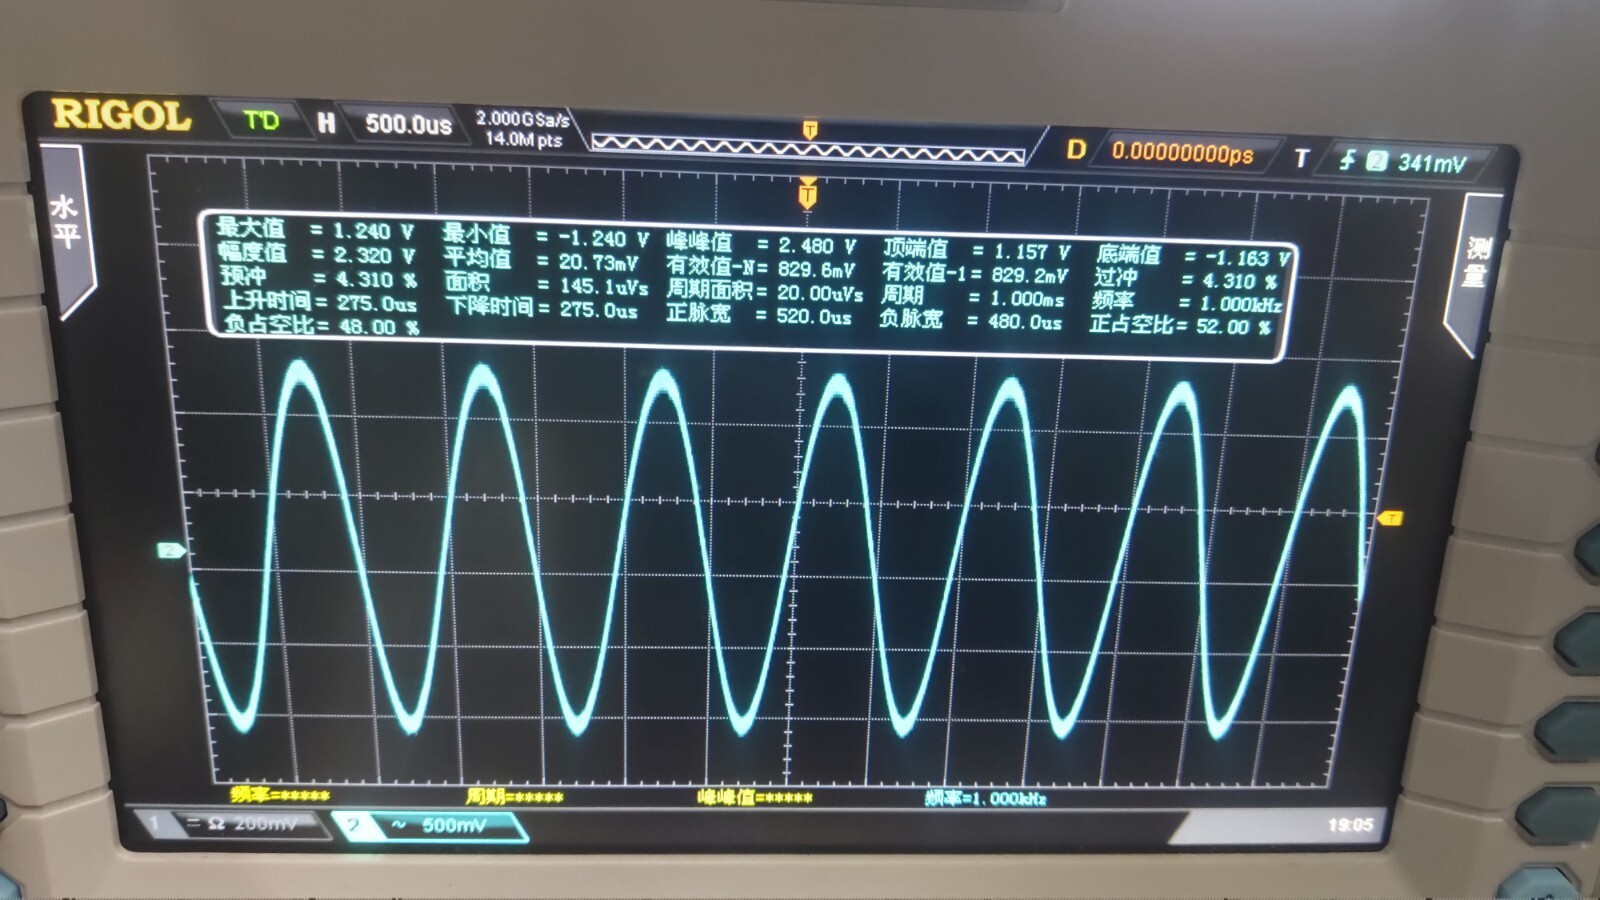 RIGOL T'D H 500.0us 2.000GSa/s 14.0M pts T D 0.00000000ps T 2 341mV
水平
T
测量
最大值 = 1.240 V 最小值 = -1.240 V 峰峰值 = 2.480 V 顶端值 = 1.157 V 底端值 = -1.163 V
幅度值 = 2.320 V 平均值 = 20.73mV 有效值-N= 829.6mV 有效值-1= 829.2mV 过冲 = 4.310 %
预冲 = 4.310 % 面积 = 145.1uVs 周期面积= 20.00uVs 周期 = 1.000ms 频率 = 1.000kHz
上升时间= 275.0us 下降时间= 275.0us 正脉宽 = 520.0us 负脉宽 = 480.0us 正占空比= 52.00 %
负占空比= 48.00 %
T
2
频率=***** 周期=***** 峰峰值=***** 频率=1.000kHz
1 = Ω 200mV 2 ~ 500mV 19:05